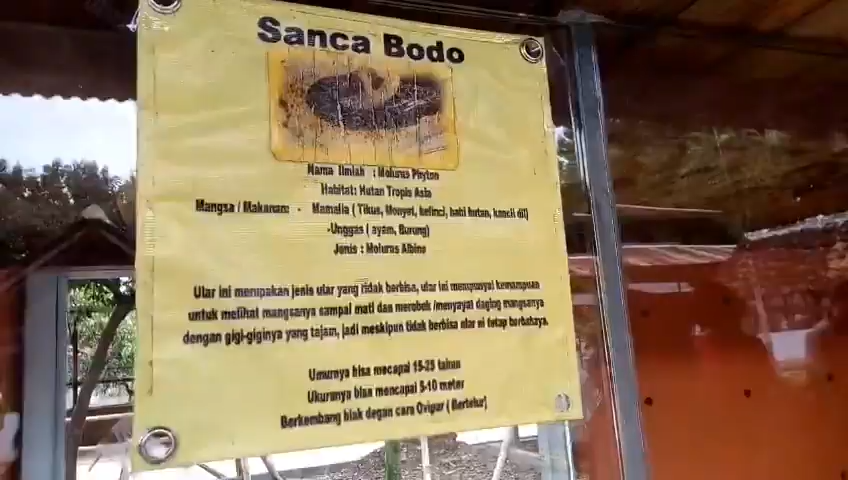 Sanca Bodo
Nama Ilmiah : Molurus Phyton
Habitat: Hutan Tropis Asia
Mangsa/ Makanan: - Mamalia (Tikus, Monyet, kelinci, babi hutan, kancil dll)
-Unggas ( ayam, Burung)
Jenis : Molurus Albino
Ular ini merupakan jenis ular yang tidak berbisa, ular ini mempunyai kemampuan
untuk melilit mangsanya sampai mati dan merobek /menyayat daging mangsanya
dengan gigi-giginya yang tajam, jadi meskipun tidak berbisa ular ni tetap berbahaya
Umurnya bisa mecapai 15-25 tahun
Ukurannya bisa mencapai 5-10 meter
Berkembang biak dengan cara Ovipar ( Bertelur)